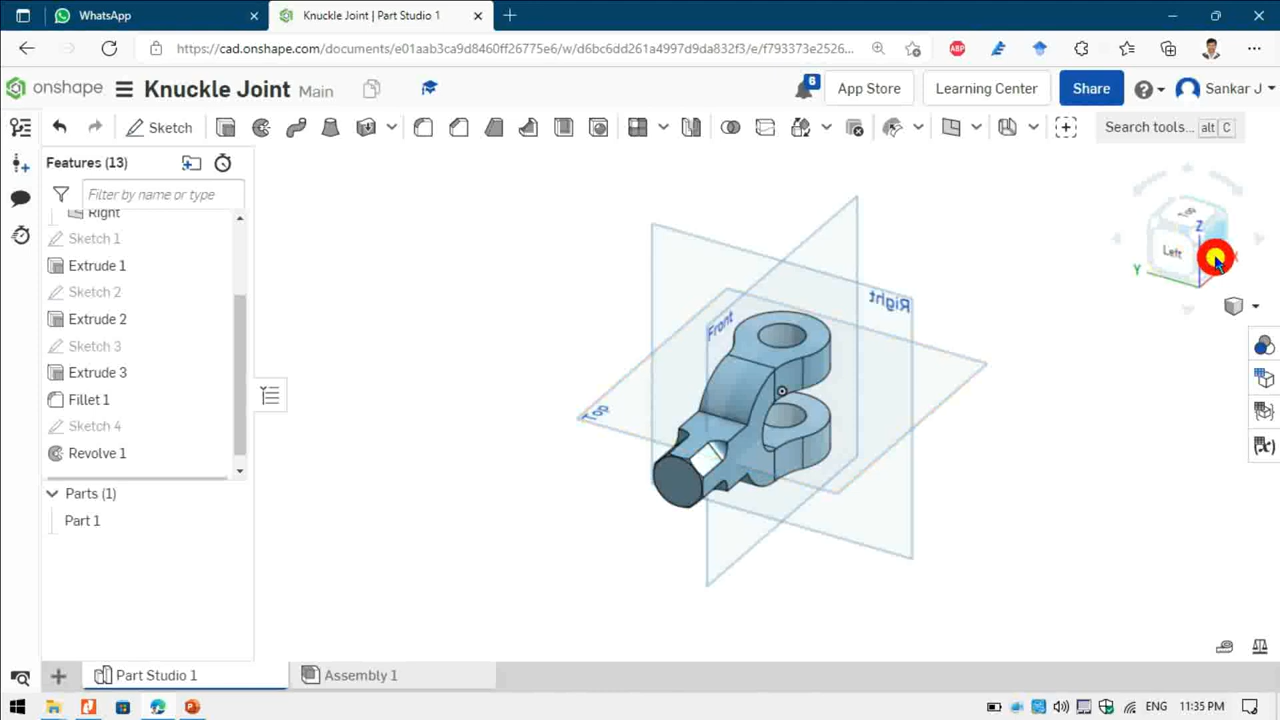 WhatsApp
Knuckle Joint | Part Studio 1
https://cad.onshape.com/documents/e01aab3ca9d8460ff26775e6/w/d6bc6dd261a4997d9da832f3/e/f793373e2526...
ABP
onshape
Knuckle Joint Main
6
App Store
Learning Center
Share
Sankar J
Sketch
Search tools... alt C
Features (13)
Filter by name or type
Right
Sketch 1
Extrude 1
Sketch 2
Extrude 2
Sketch 3
Extrude 3
Fillet 1
Sketch 4
Revolve 1
Parts (1)
Part 1
Right
Front
Top
Top
Left
Z
Y
X
Part Studio 1
Assembly 1
ENG
11:35 PM